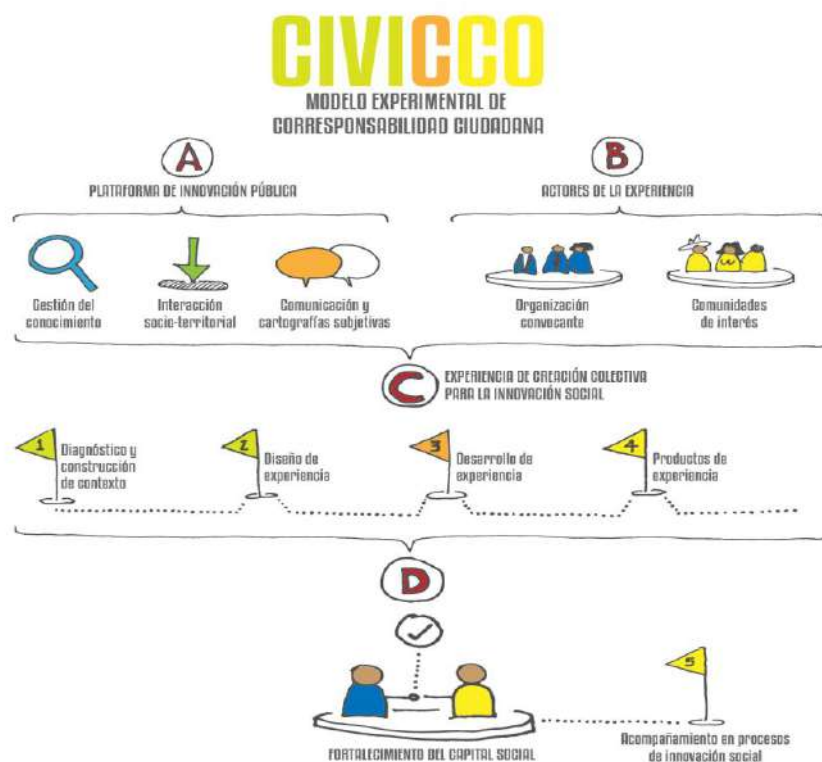 CIVICCO
MODELO EXPERIMENTAL DE
CORRESPONSABILIDAD CIUDADANA
A
PLATAFORMA DE INNOVACIÓN PÚBLICA
Gestión del
conocimiento
Interacción
socio-territorial
Comunicación y
cartografías subjetivas
B
ACTORES DE LA EXPERIENCIA
Organización
convocante
Comunidades
de interés
C
EXPERIENCIA DE CREACIÓN COLECTIVA
PARA LA INNOVACIÓN SOCIAL
1
Diagnóstico y
construcción
de contexto
2
Diseño de
experiencia
3
Desarrollo de
experiencia
4
Productos de
experiencia
D
FORTALECIMIENTO DEL CAPITAL SOCIAL
5
Acompañamiento en procesos
de innovación social